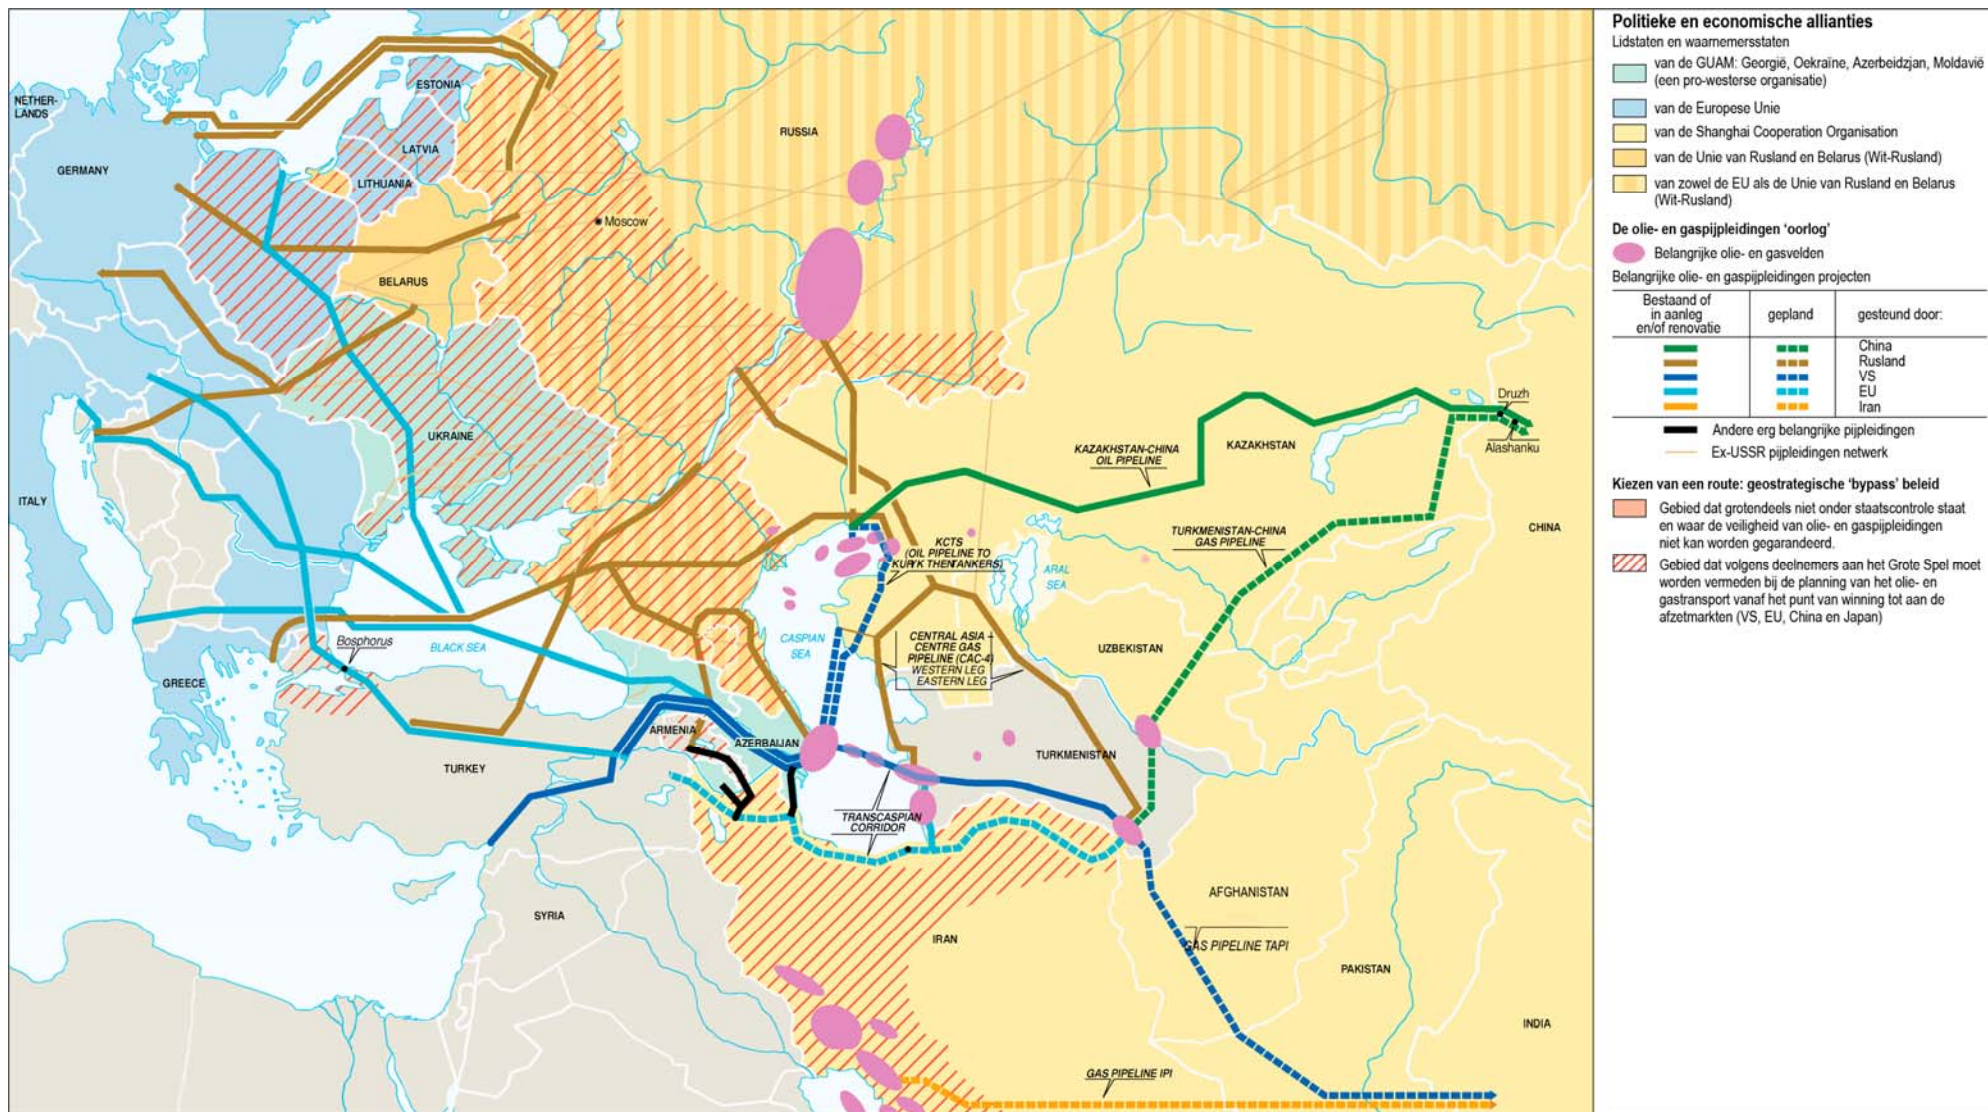 NETHER-
LANDS
GERMANY
ESTONIA
LATVIA
LITHUANIA
RUSSIA
Moscow
BELARUS
UKRAINE
ITALY
KAZAKHSTAN-CHINA
OIL PIPELINE
KAZAKHSTAN
Druzh
Alashanku
CHINA
TURKMENISTAN-CHINA
GAS PIPELINE
KCTS
(OIL PIPELINE TO
KURYK THENTANKERS)
ARAL
SEA
CASPIAN
SEA
UZBEKISTAN
CENTRAL ASIA –
CENTRE GAS
PIPELINE (CAC-4)
WESTERN LEG
EASTERN LEG
Bosphorus
BLACK SEA
GREECE
ARMENIA
AZERBAIJAN
TURKEY
TURKMENISTAN
TRANSCASPIAN
CORRIDOR
SYRIA
IRAN
AFGHANISTAN
GAS PIPELINE TAPI
PAKISTAN
INDIA
GAS PIPELINE IPI
Politieke en economische allianties
Lidstaten en waarnemersstaten
van de GUAM: Georgië, Oekraïne, Azerbeidzjan, Moldavië
(een pro-westerse organisatie)
van de Europese Unie
van de Shanghai Cooperation Organisation
van de Unie van Rusland en Belarus (Wit-Rusland)
van zowel de EU als de Unie van Rusland en Belarus
(Wit-Rusland)
De olie- en gaspijpleidingen ‘oorlog’
Belangrijke olie- en gasvelden
Belangrijke olie- en gaspijpleidingen projecten
Bestaand of
in aanleg
en/of renovatie
gepland
gesteund door:
China
Rusland
VS
EU
Iran
Andere erg belangrijke pijpleidingen
Ex-USSR pijpleidingen netwerk
Kiezen van een route: geostrategische ‘bypass’ beleid
Gebied dat grotendeels niet onder staatscontrole staat
en waar de veiligheid van olie- en gaspijpleidingen
niet kan worden gegarandeerd.
Gebied dat volgens deelnemers aan het Grote Spel moet
worden vermeden bij de planning van het olie- en
gastransport vanaf het punt van winning tot aan de
afzetmarkten (VS, EU, China en Japan)